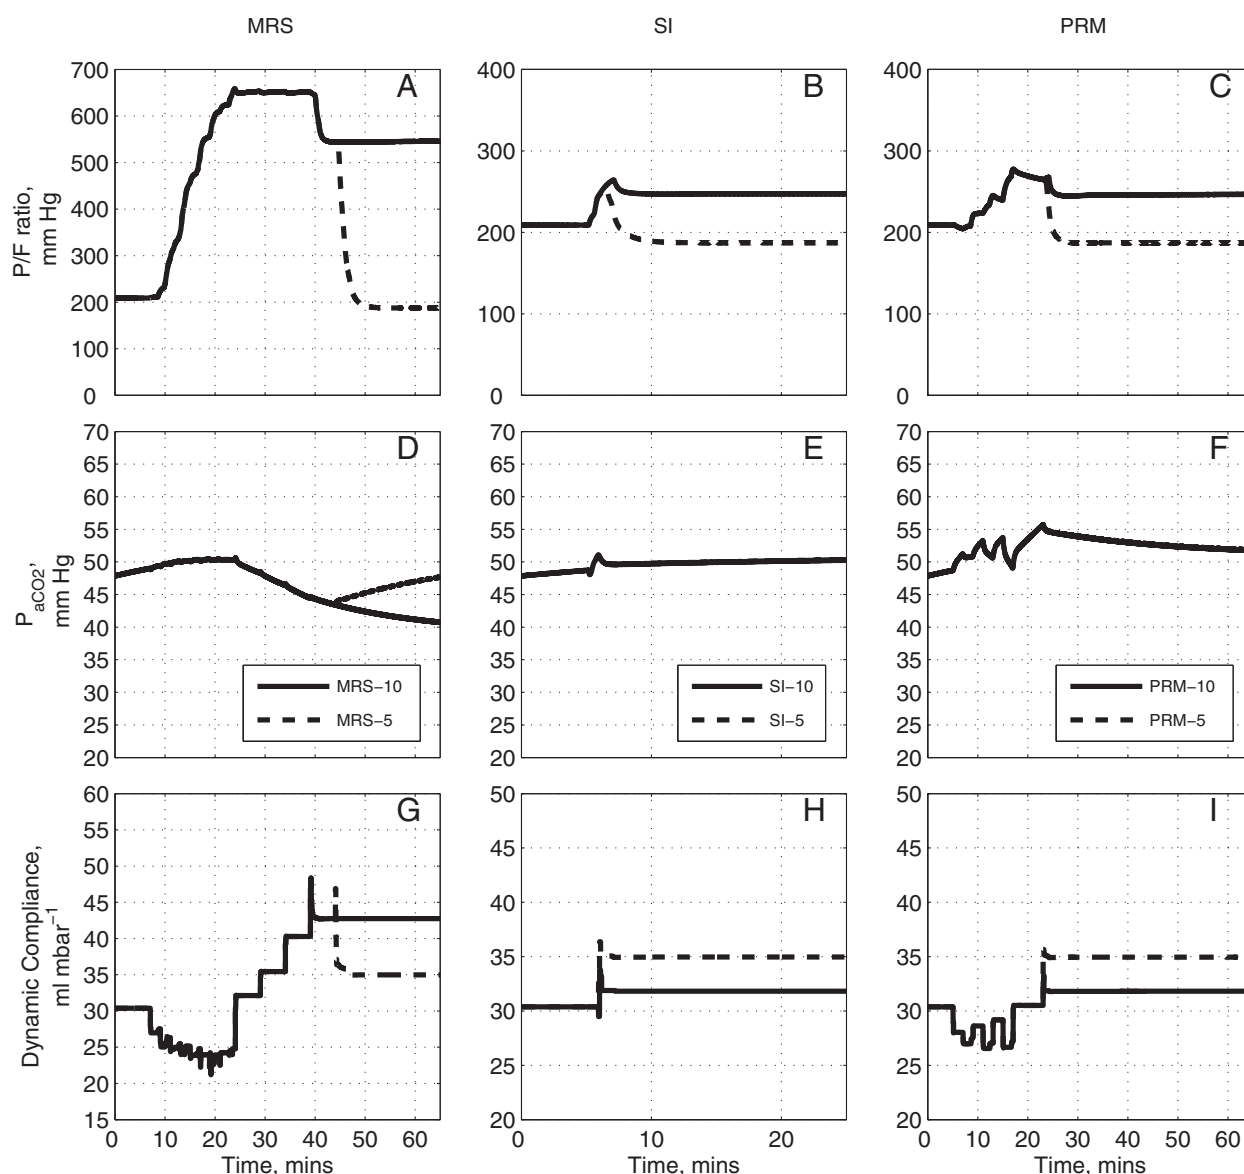 MRS
SI
PRM
A
700
600
500
400
300
200
100
0
P/F ratio,
mm Hg
B
400
300
200
100
0
C
400
300
200
100
0
D
70
65
60
55
50
45
40
35
30
25
20
PaCO2,
mm Hg
MRS−10
MRS−5
E
70
65
60
55
50
45
40
35
30
25
20
SI−10
SI−5
F
70
65
60
55
50
45
40
35
30
25
20
PRM−10
PRM−5
G
60
55
50
45
40
35
30
25
20
15
Dynamic Compliance,
ml mbar−1
0 10 20 30 40 50 60
Time, mins
H
50
45
40
35
30
25
20
0 10 20
Time, mins
I
50
45
40
35
30
25
20
0 10 20 30 40 50 60
Time, mins